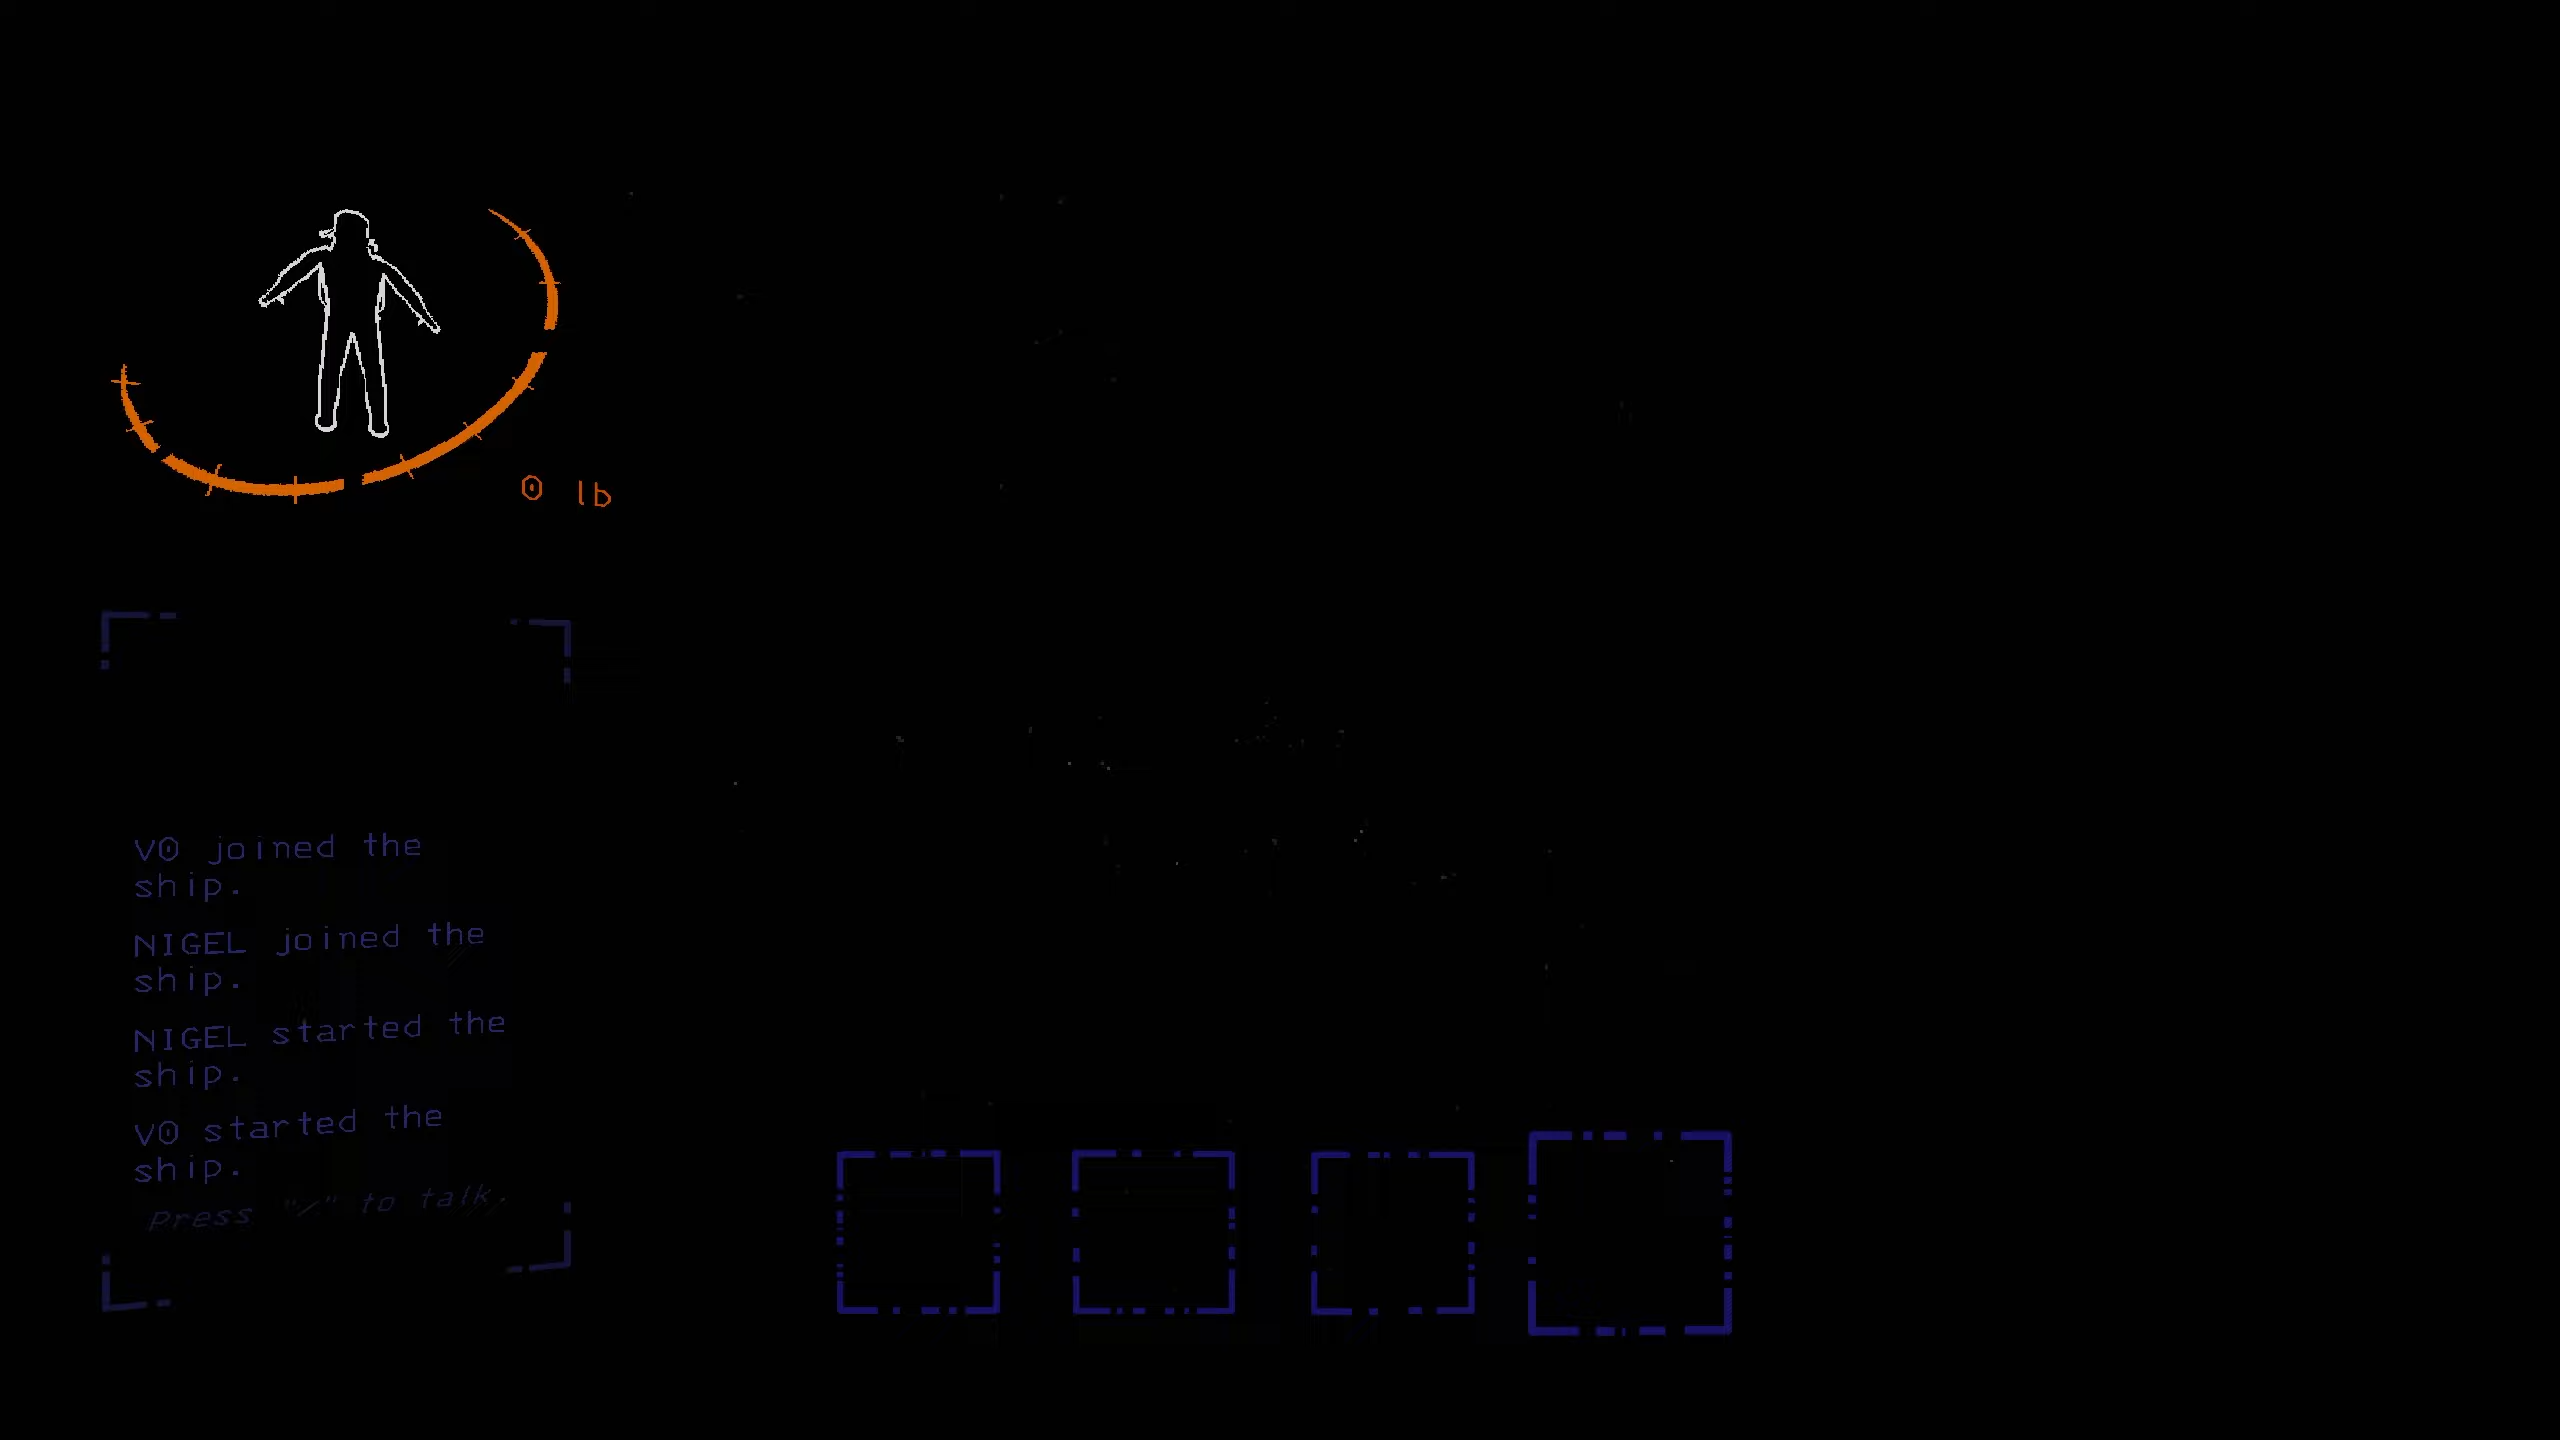 0 lb
V0 joined the
ship.
NIGEL joined the
ship.
NIGEL started the
ship.
V0 started the
ship.
Press "/" to talk.